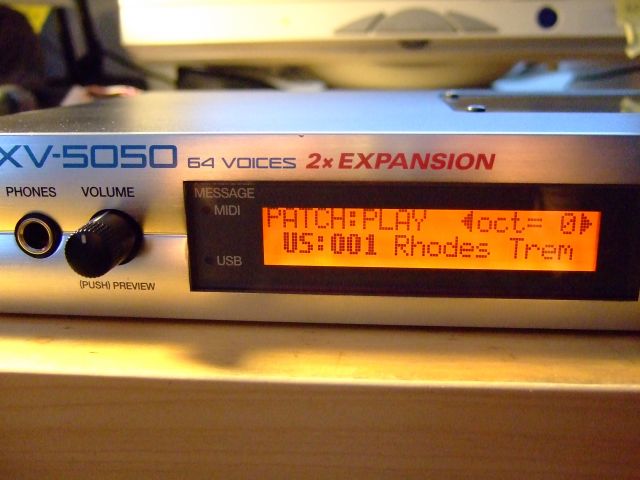 XV-5050 64 VOICES 2x EXPANSION
PHONES VOLUME
MESSAGE
MIDI
USB
(PUSH) PREVIEW
PATCH:PLAY ◀oct= 0▶
US:001 Rhodes Trem